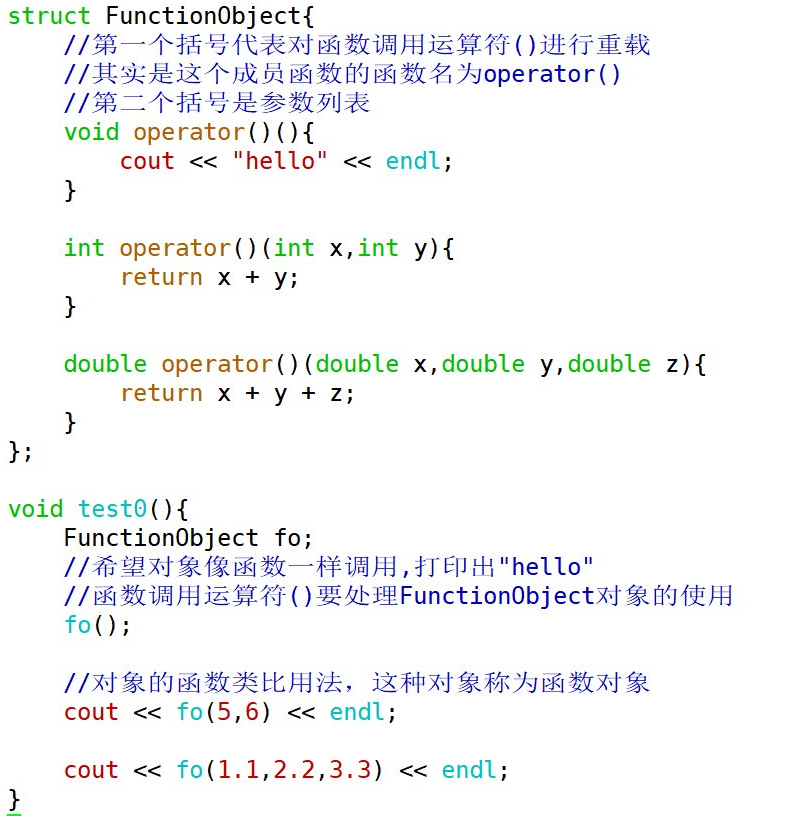 struct FunctionObject{
    //第一个括号代表对函数调用运算符()进行重载
    //其实是这个成员函数的函数名为operator()
    //第二个括号是参数列表
    void operator()(){
        cout << "hello" << endl;
    }

    int operator()(int x,int y){
        return x + y;
    }

    double operator()(double x,double y,double z){
        return x + y + z;
    }
};

void test0(){
    FunctionObject fo;
    //希望对象像函数一样调用,打印出"hello"
    //函数调用运算符()要处理FunctionObject对象的使用
    fo();

    //对象的函数类比用法，这种对象称为函数对象
    cout << fo(5,6) << endl;

    cout << fo(1.1,2.2,3.3) << endl;
}